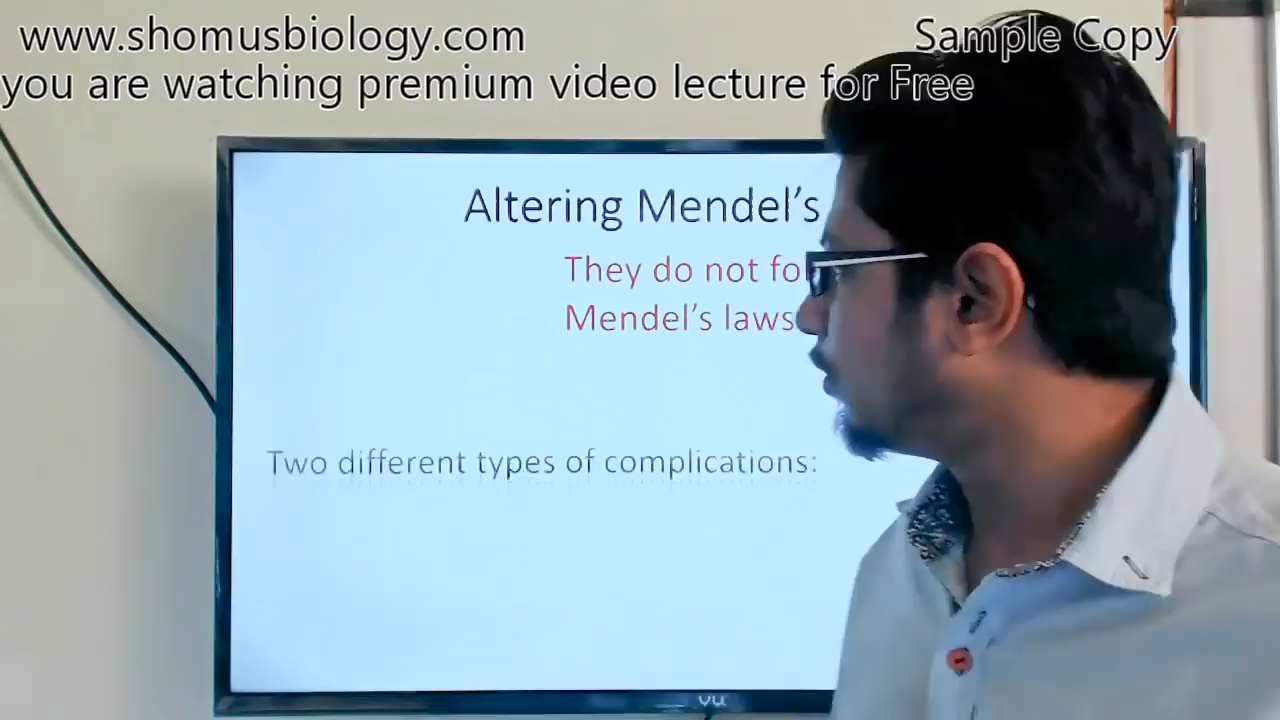 www.shomusbiology.com
Sample Copy
you are watching premium video lecture for Free
Altering Mendel's
They do not
Mendel's laws
Two different types of complications:
vu